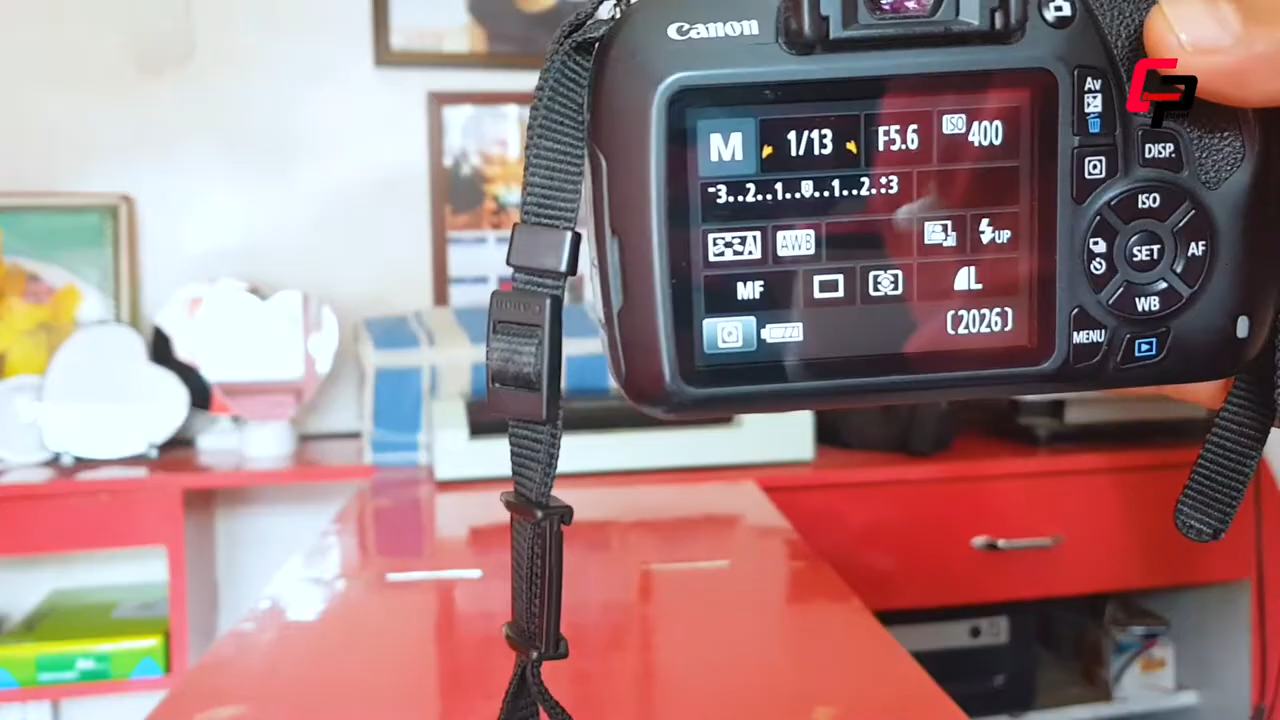 Canon
M 1/13 F5.6 ISO 400
-3..2..1..0..1..2..+3
A AWB UP
MF L
Q [2026]
Av
Q
DISP.
ISO
SET AF
WB
MENU
Canon